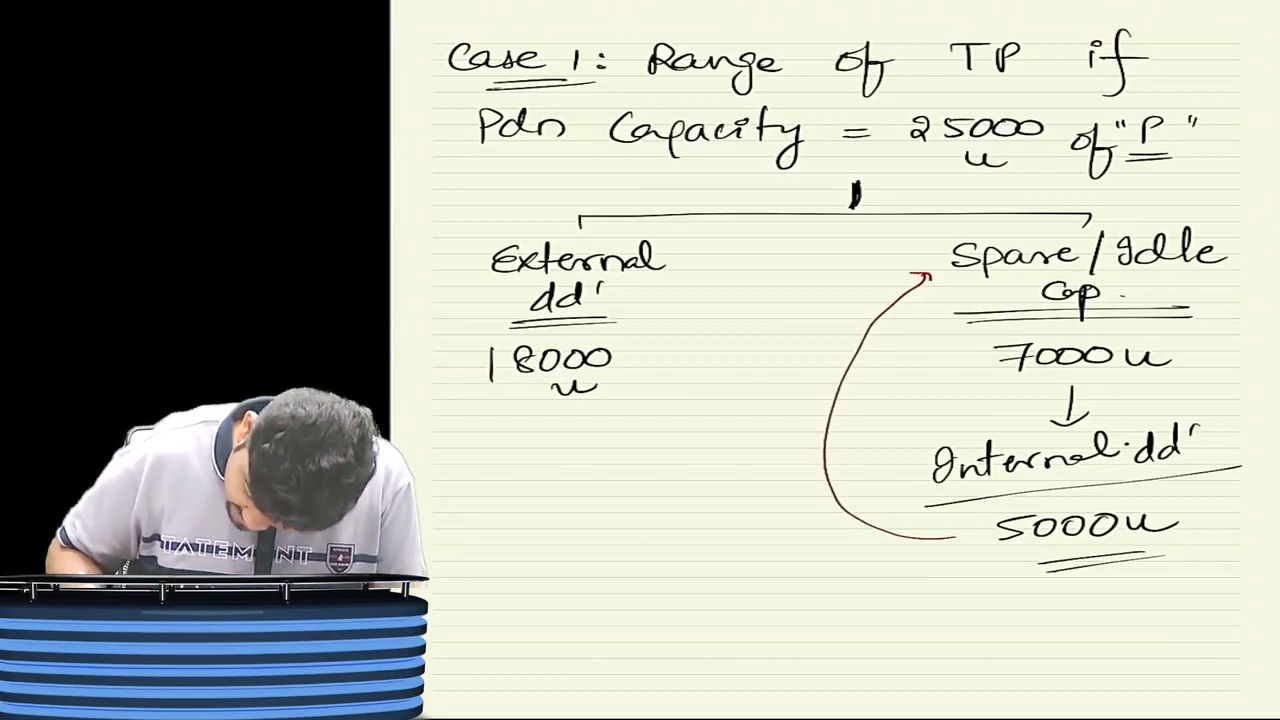 Case 1: Range of TP if
Pdn Capacity = 25000 u of "P"
External dd'
18000 u
Spare/Idle Cap.
7000 u
↓
Internal dd'
5000 u
TATEMENT